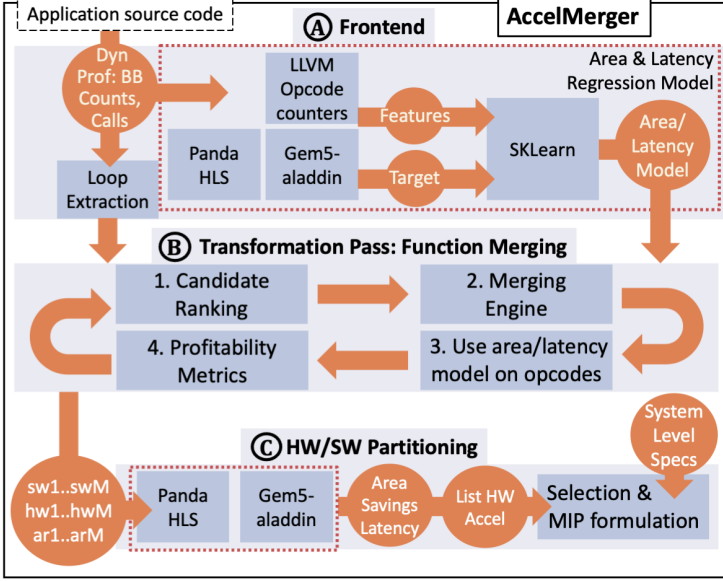 Application source code
AccelMerger
A Frontend
Dyn
Prof: BB
Counts,
Calls
LLVM
Opcode
counters
Area & Latency
Regression Model
Features
Panda
HLS
Gem5-
aladdin
Target
SKLearn
Area/
Latency
Model
Loop
Extraction
B Transformation Pass: Function Merging
1. Candidate
Ranking
2. Merging
Engine
4. Profitability
Metrics
3. Use area/latency
model on opcodes
System
Level
Specs
C HW/SW Partitioning
sw1..swM
hw1..hwM
ar1..arM
Panda
HLS
Gem5-
aladdin
Area
Savings
Latency
List HW
Accel
Selection &
MIP formulation